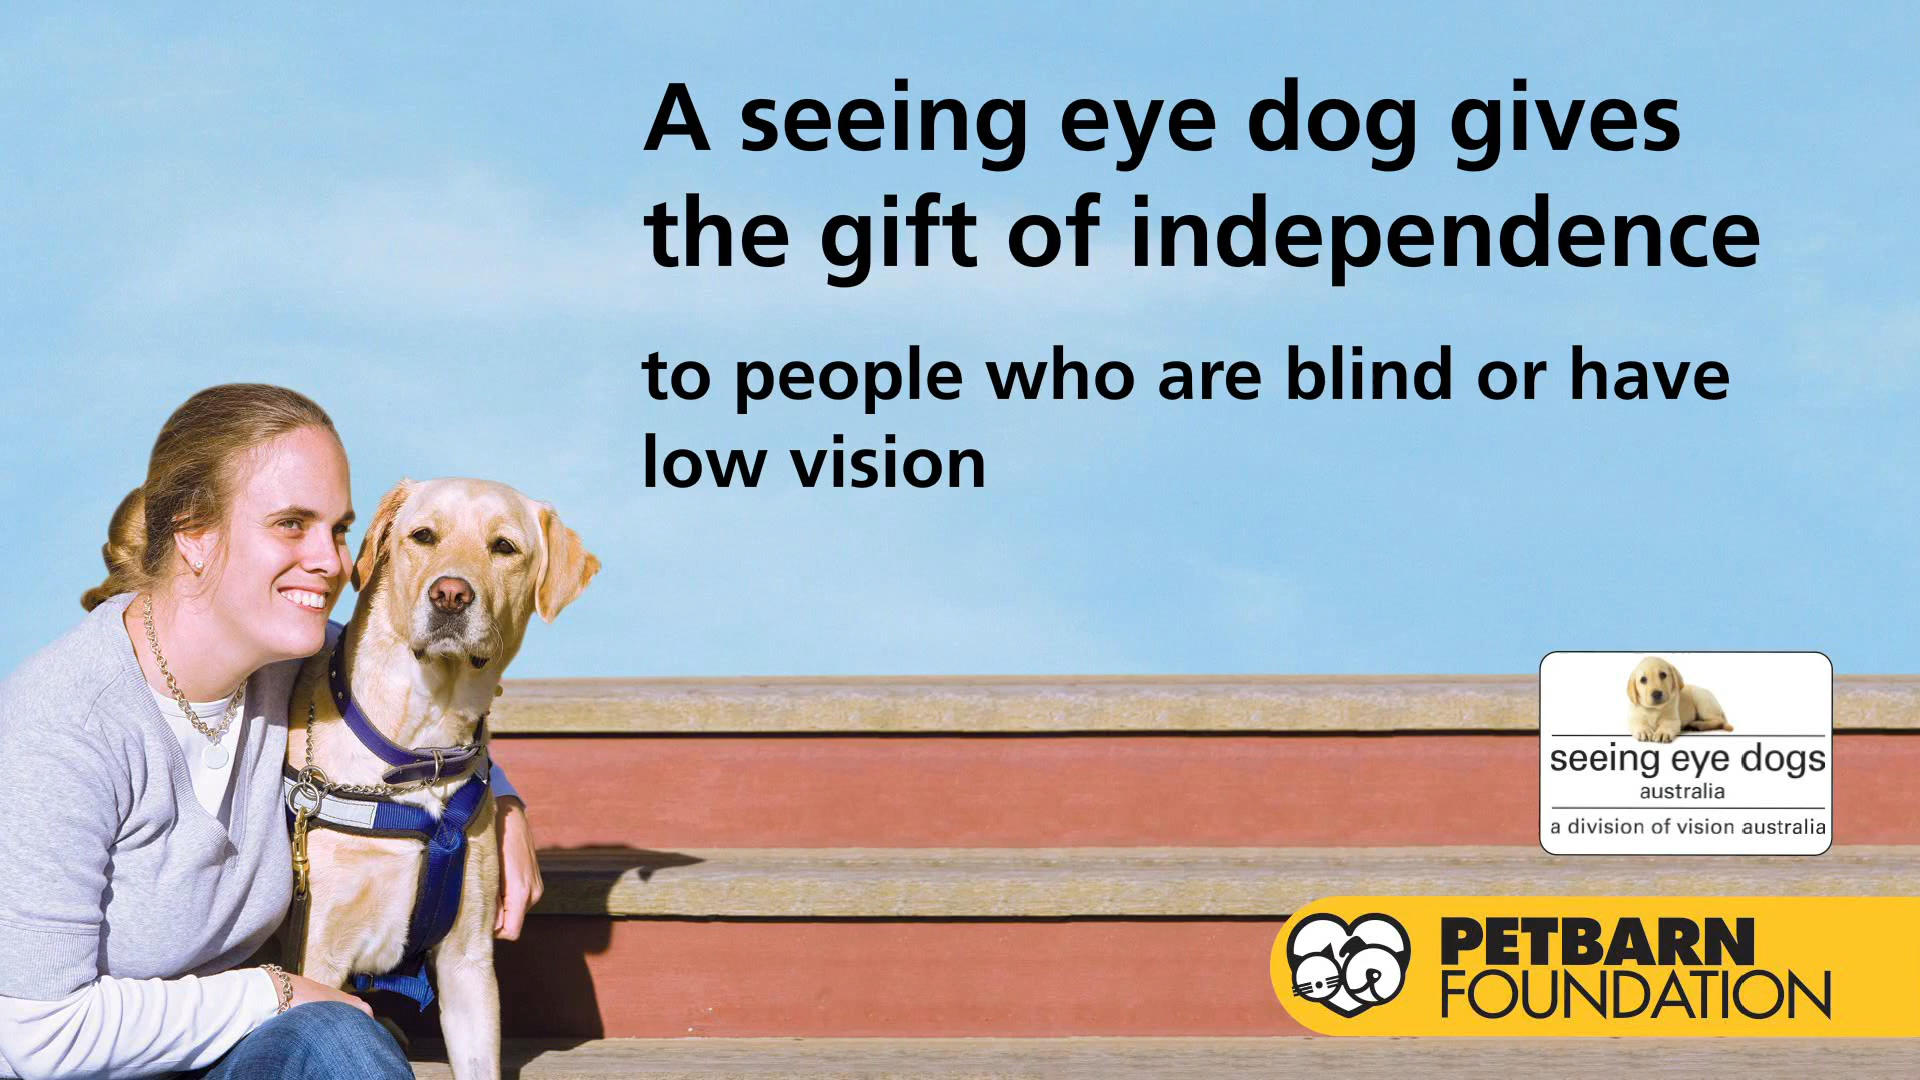 A seeing eye dog gives
the gift of independence
to people who are blind or have
low vision
seeing eye dogs
australia
a division of vision australia
PETBARN
FOUNDATION